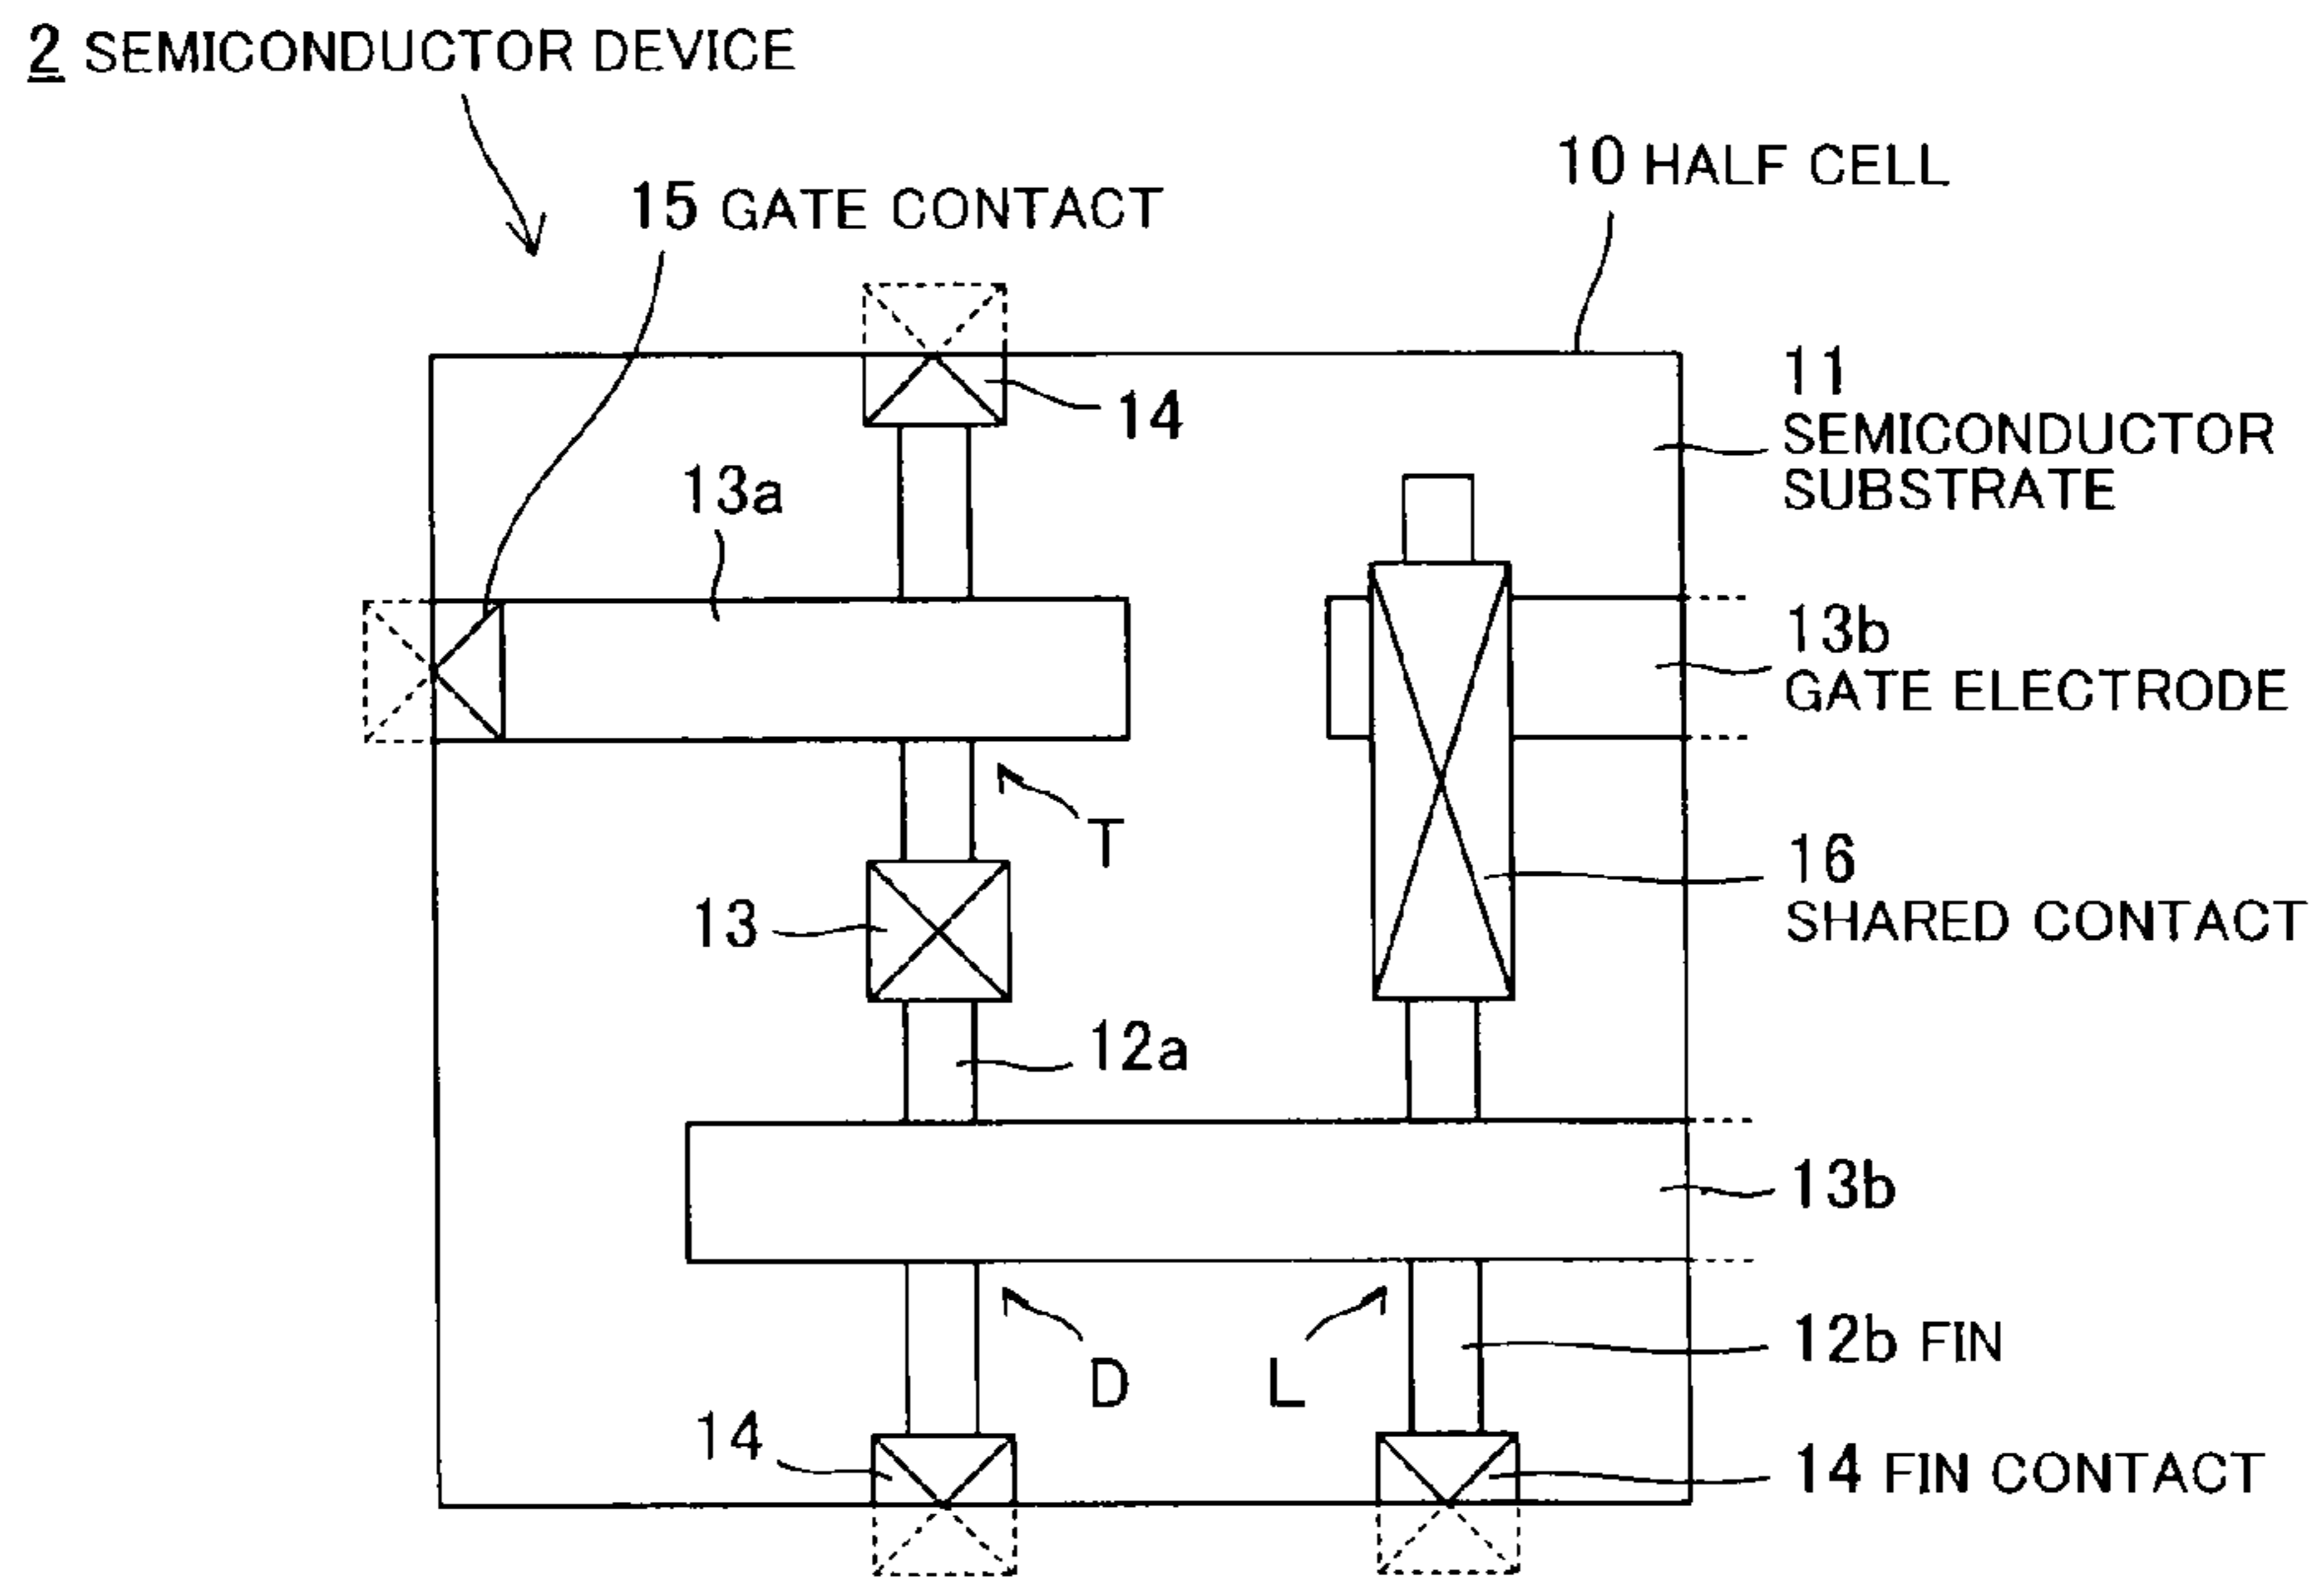 2 SEMICONDUCTOR DEVICE
10 HALF CELL
15 GATE CONTACT
11
SEMICONDUCTOR
SUBSTRATE
14
13a
13b
GATE ELECTRODE
T
16
SHARED CONTACT
13
12a
13b
12b FIN
D
L
14
14 FIN CONTACT